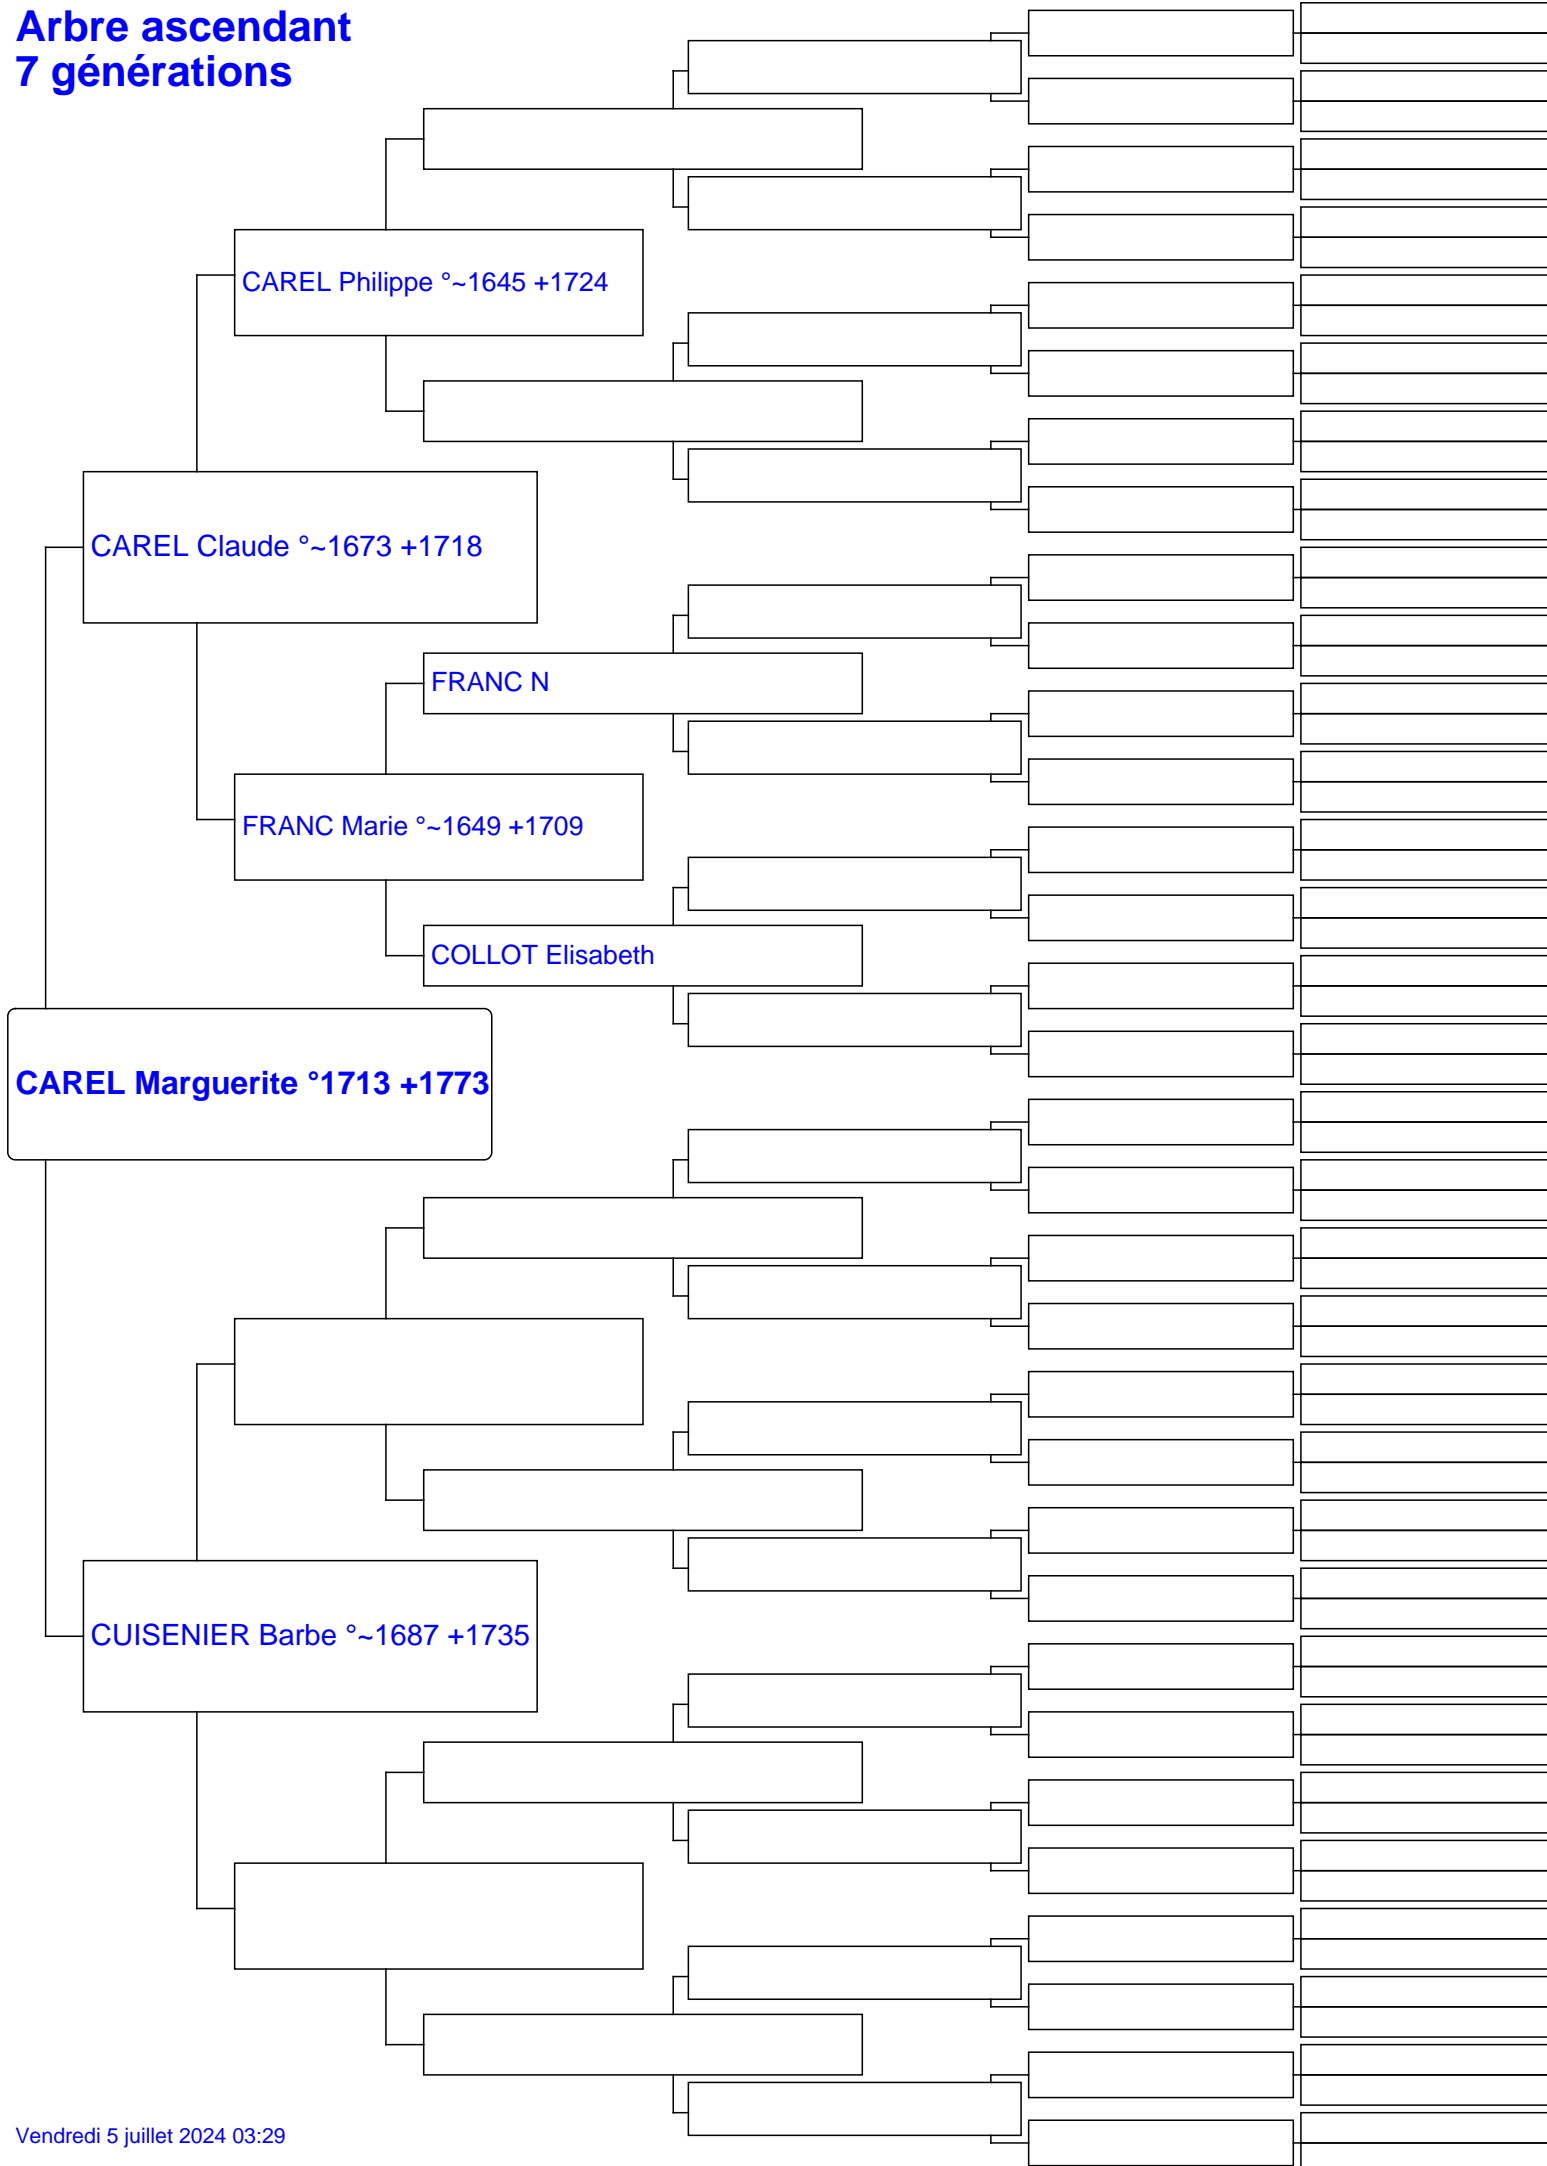 Arbre ascendant
7 générations
CAREL Philippe °~1645 +1724
CAREL Claude °~1673 +1718
FRANC N
FRANC Marie °~1649 +1709
COLLOT Elisabeth
CAREL Marguerite °1713 +1773
CUISENIER Barbe °~1687 +1735
Vendredi 5 juillet 2024 03:29